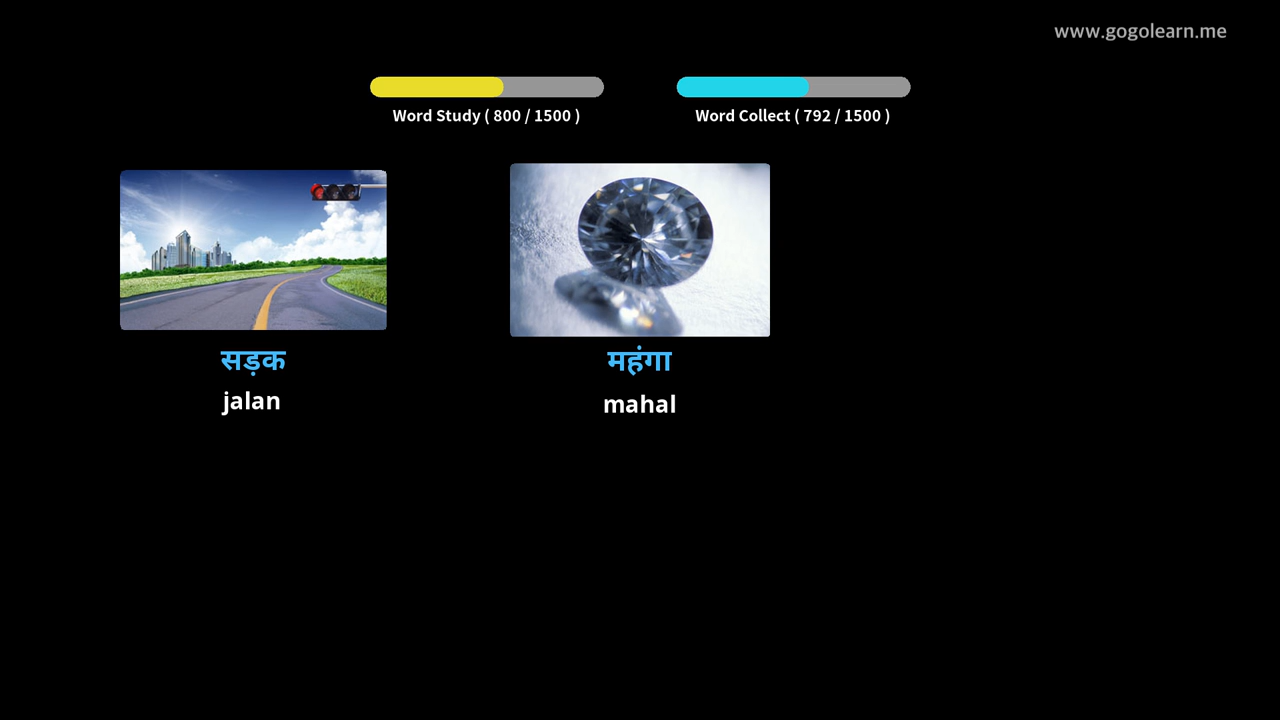 www.gogolearn.me
Word Study ( 800 / 1500 )
Word Collect ( 792 / 1500 )
सड़क
jalan
महंगा
mahal